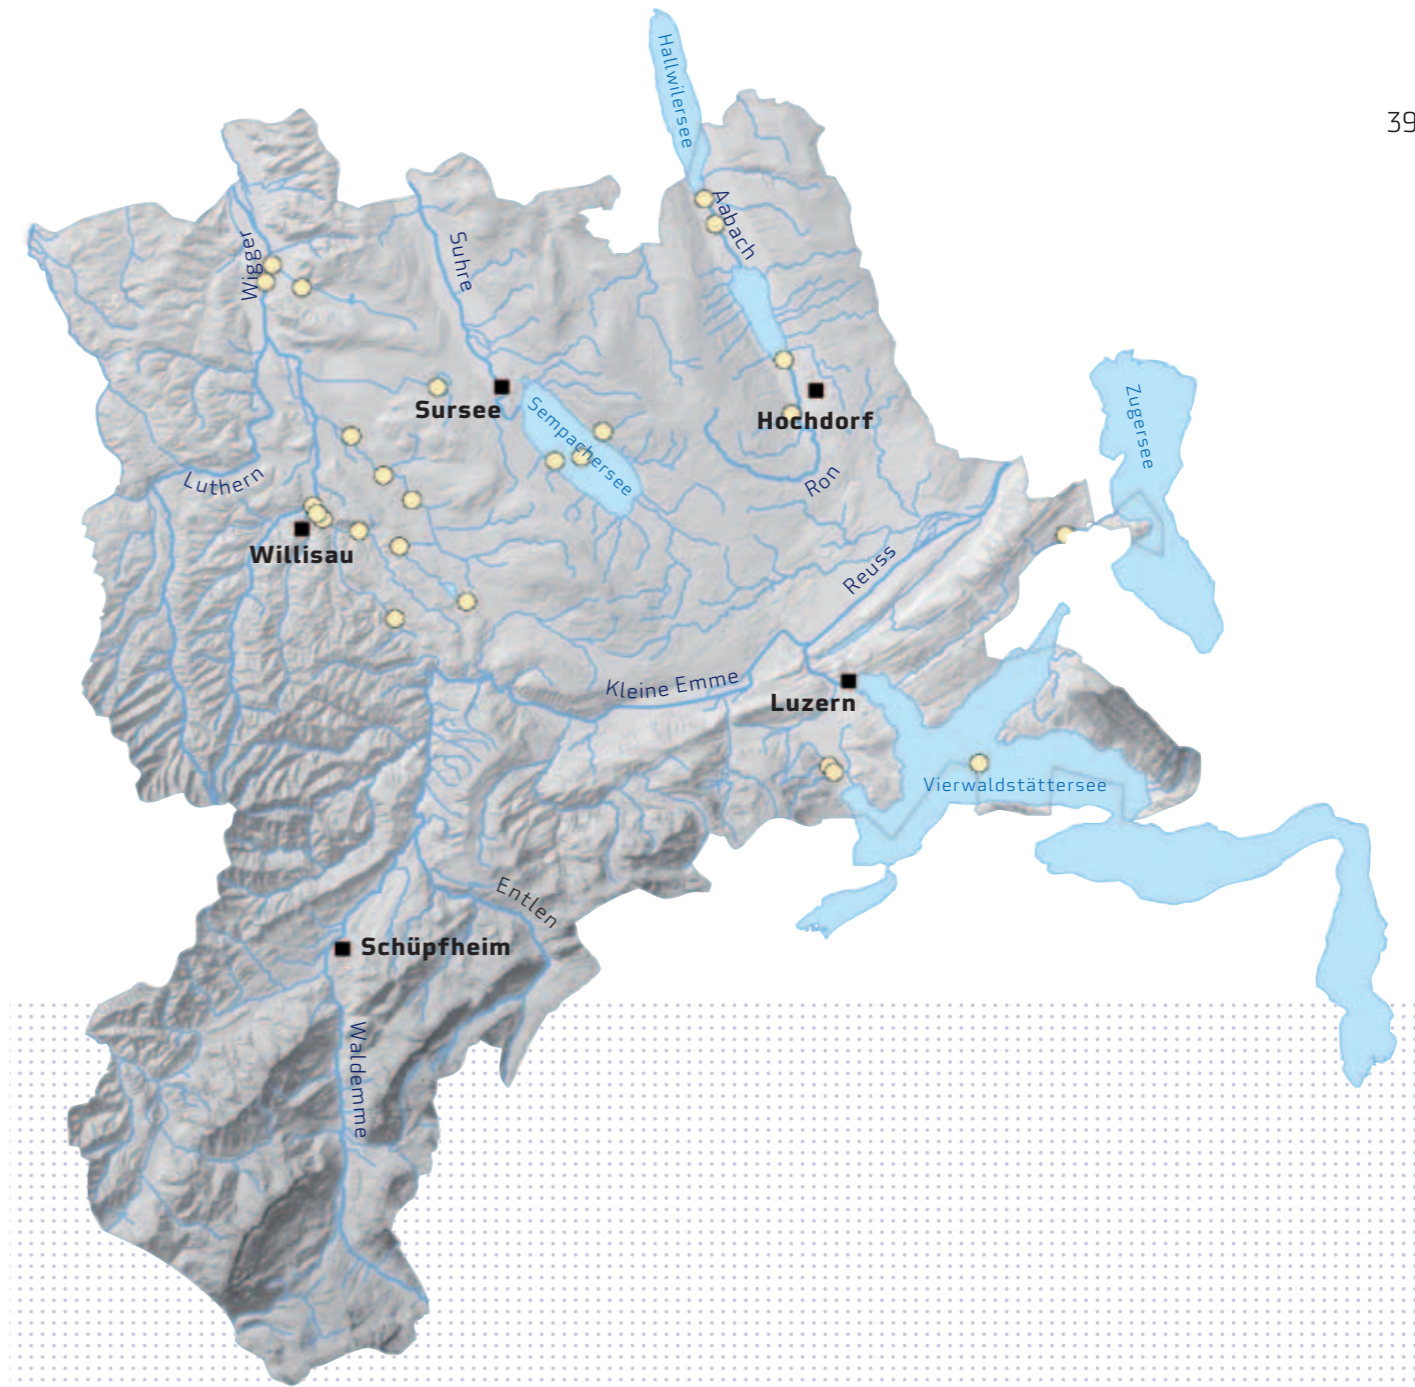 Hallwilersee
39
Aabach
Wigger
Suhre
Zugersee
Sursee
Sempachersee
Hochdorf
Luthern
Ron
Willisau
Reuss
Kleine Emme
Luzern
Vierwaldstättersee
Entlen
Schüpfheim
Waldemme